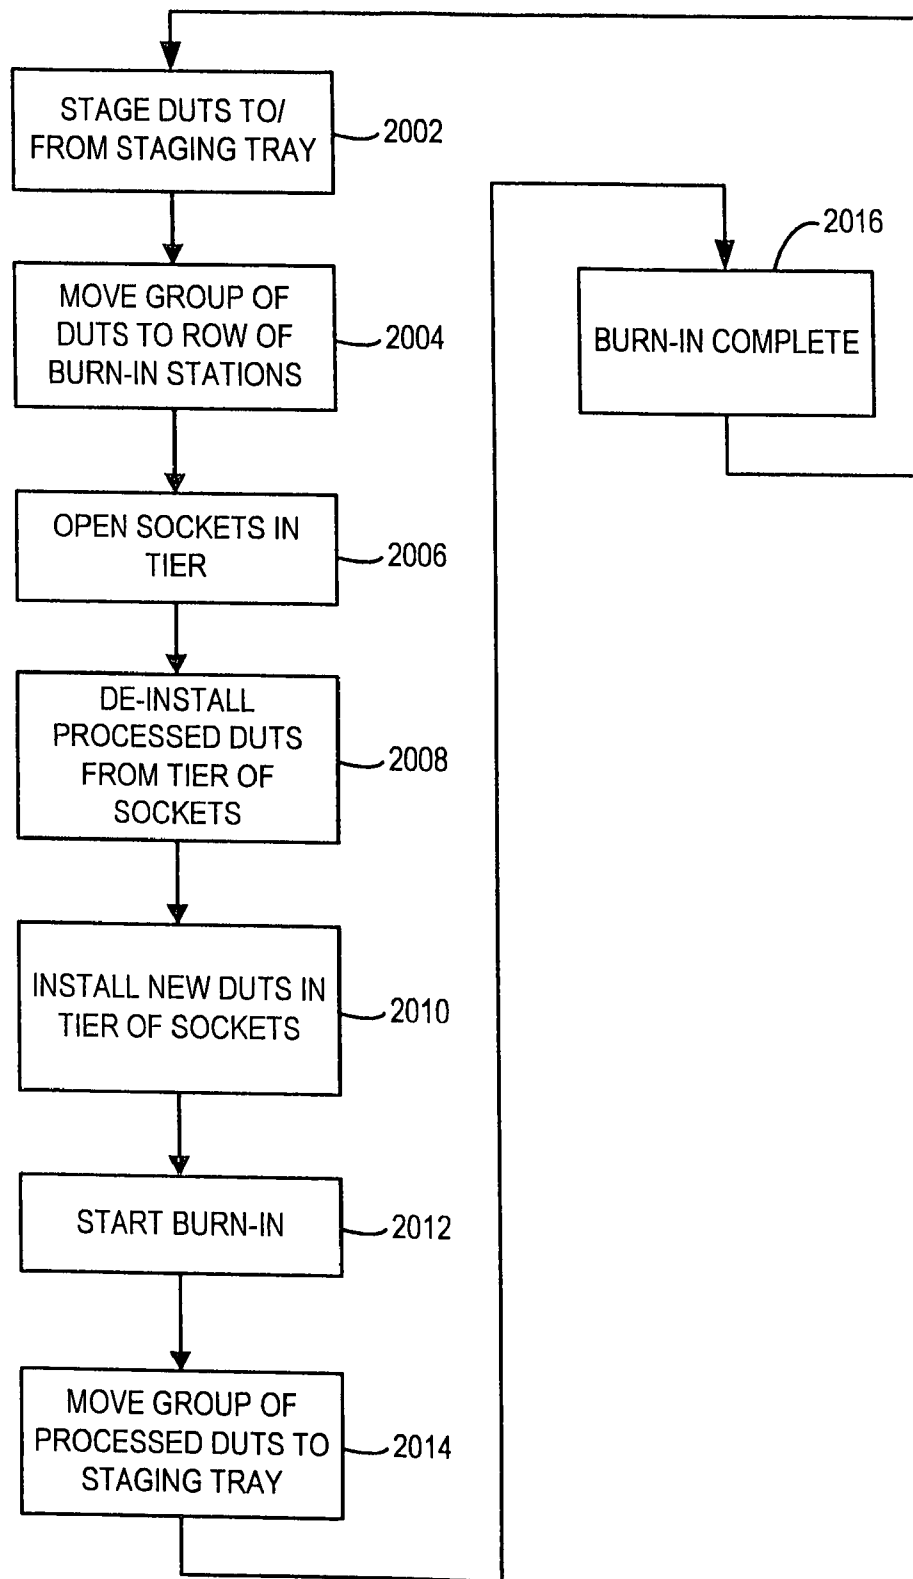 STAGE DUTS TO/
FROM STAGING TRAY
2002
MOVE GROUP OF
DUTS TO ROW OF
BURN-IN STATIONS
2004
OPEN SOCKETS IN
TIER
2006
DE-INSTALL
PROCESSED DUTS
FROM TIER OF
SOCKETS
2008
INSTALL NEW DUTS IN
TIER OF SOCKETS
2010
START BURN-IN
2012
MOVE GROUP OF
PROCESSED DUTS TO
STAGING TRAY
2014
2016
BURN-IN COMPLETE